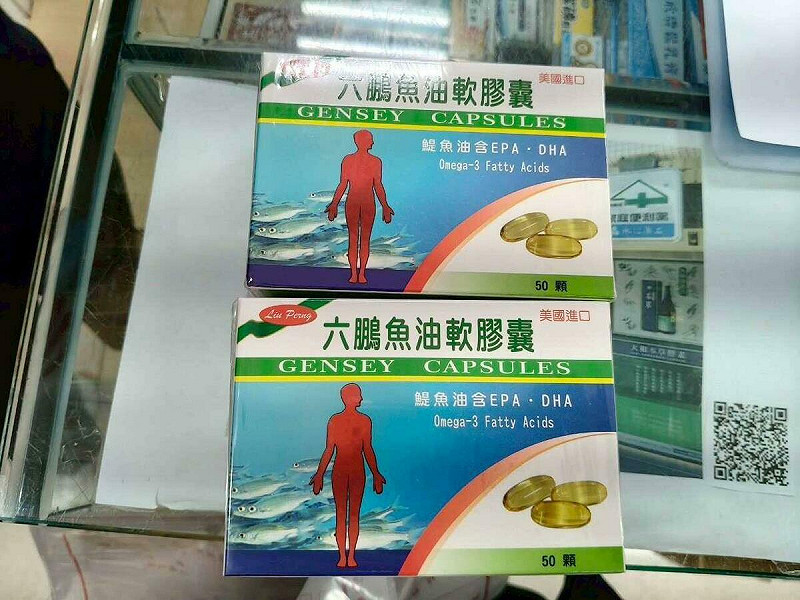 六鵬魚油軟膠囊
美國進口
GENSEY CAPSULES
鯷魚油含EPA·DHA
Omega-3 Fatty Acids
50 顆
Liu Perng
六鵬魚油軟膠囊
美國進口
GENSEY CAPSULES
鯷魚油含EPA·DHA
Omega-3 Fatty Acids
50 顆